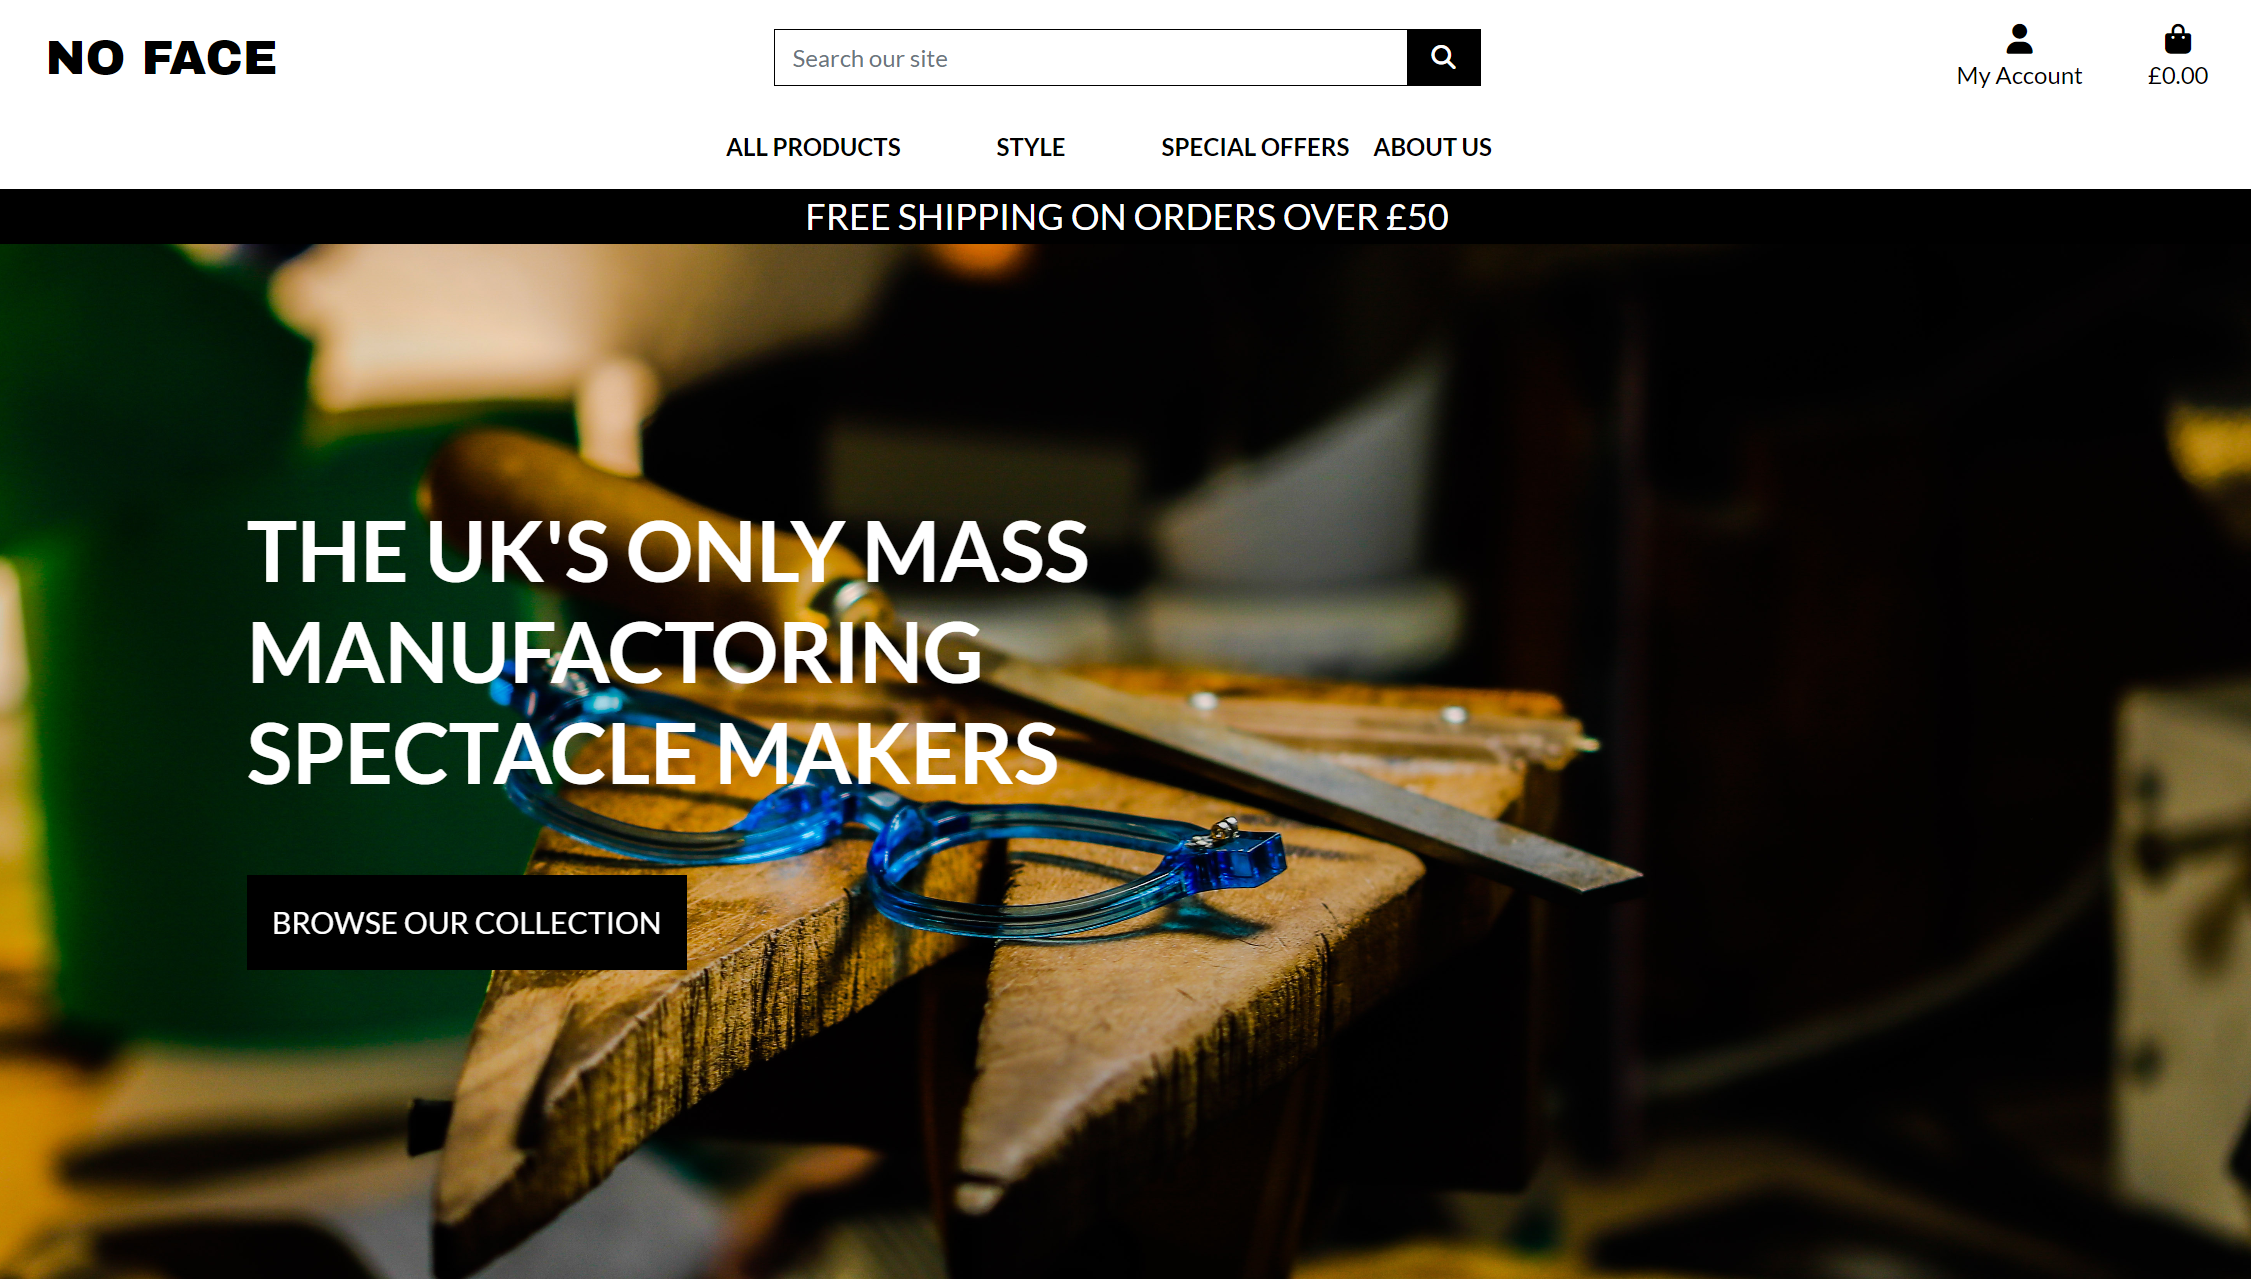 NO FACE
Search our site
My Account
£0.00
ALL PRODUCTS
STYLE
SPECIAL OFFERS
ABOUT US
FREE SHIPPING ON ORDERS OVER £50
THE UK'S ONLY MASS
MANUFACTORING
SPECTACLE MAKERS
BROWSE OUR COLLECTION